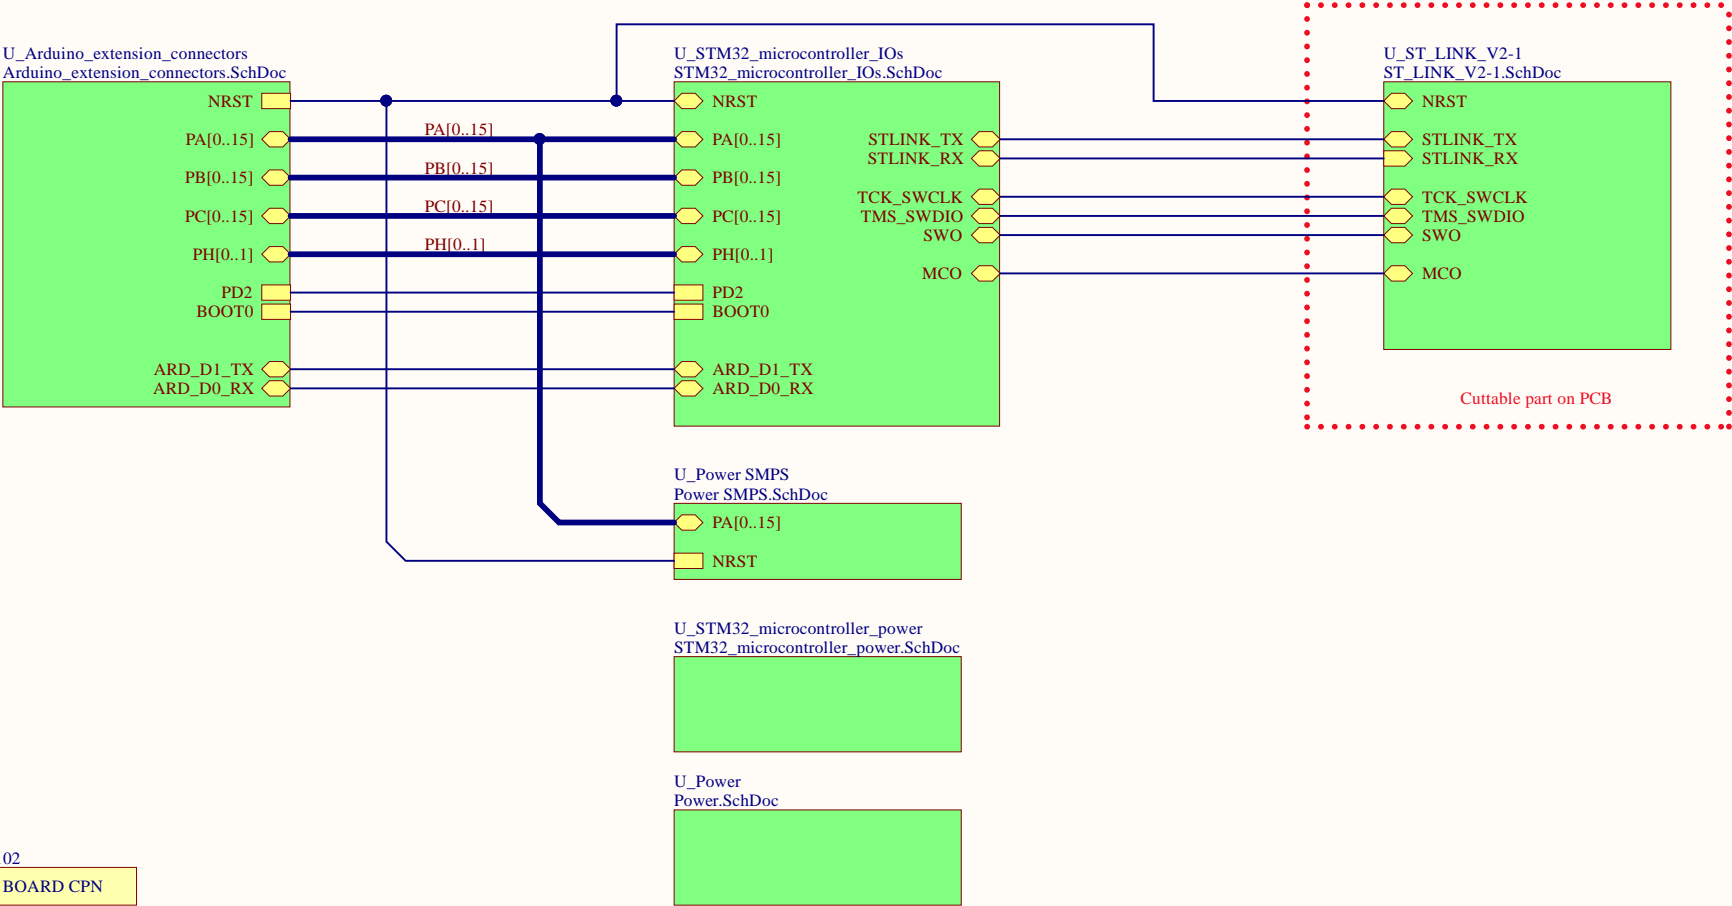 U_Arduino_extension_connectors
Arduino_extension_connectors.SchDoc
NRST
PA[0..15]
PB[0..15]
PC[0..15]
PH[0..1]
PD2
BOOT0
ARD_D1_TX
ARD_D0_RX
PA[0..15]
PB[0..15]
PC[0..15]
PH[0..1]
U_STM32_microcontroller_IOs
STM32_microcontroller_IOs.SchDoc
NRST
PA[0..15]
PB[0..15]
PC[0..15]
PH[0..1]
PD2
BOOT0
ARD_D1_TX
ARD_D0_RX
STLINK_TX
STLINK_RX
TCK_SWCLK
TMS_SWDIO
SWO
MCO
U_ST_LINK_V2-1
ST_LINK_V2-1.SchDoc
NRST
STLINK_TX
STLINK_RX
TCK_SWCLK
TMS_SWDIO
SWO
MCO
Cuttable part on PCB
U_Power SMPS
Power SMPS.SchDoc
PA[0..15]
NRST
U_STM32_microcontroller_power
STM32_microcontroller_power.SchDoc
U_Power
Power.SchDoc
02
BOARD CPN